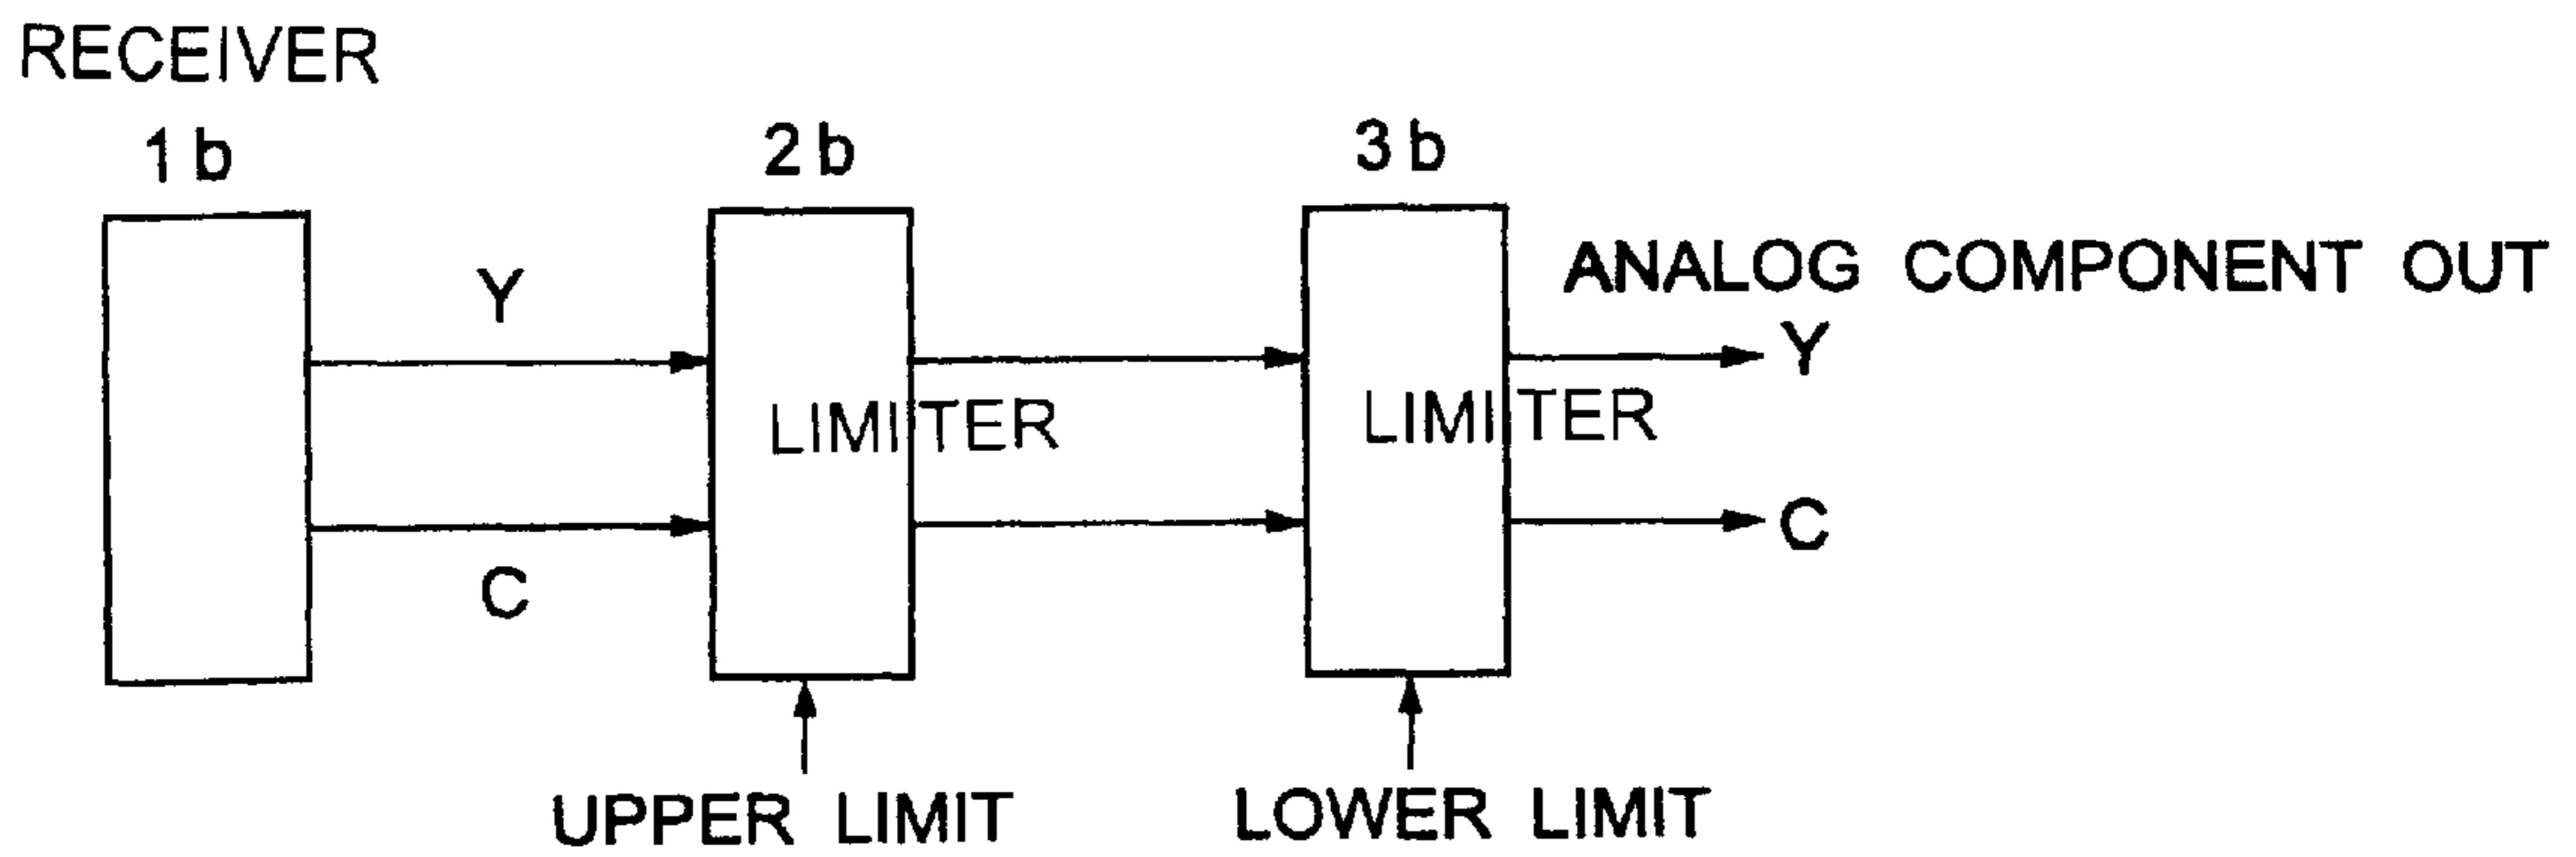 RECEIVER
1b
2b
3b
Y
ANALOG COMPONENT OUT
Y
LIMITER
LIMITER
C
C
UPPER LIMIT
LOWER LIMIT